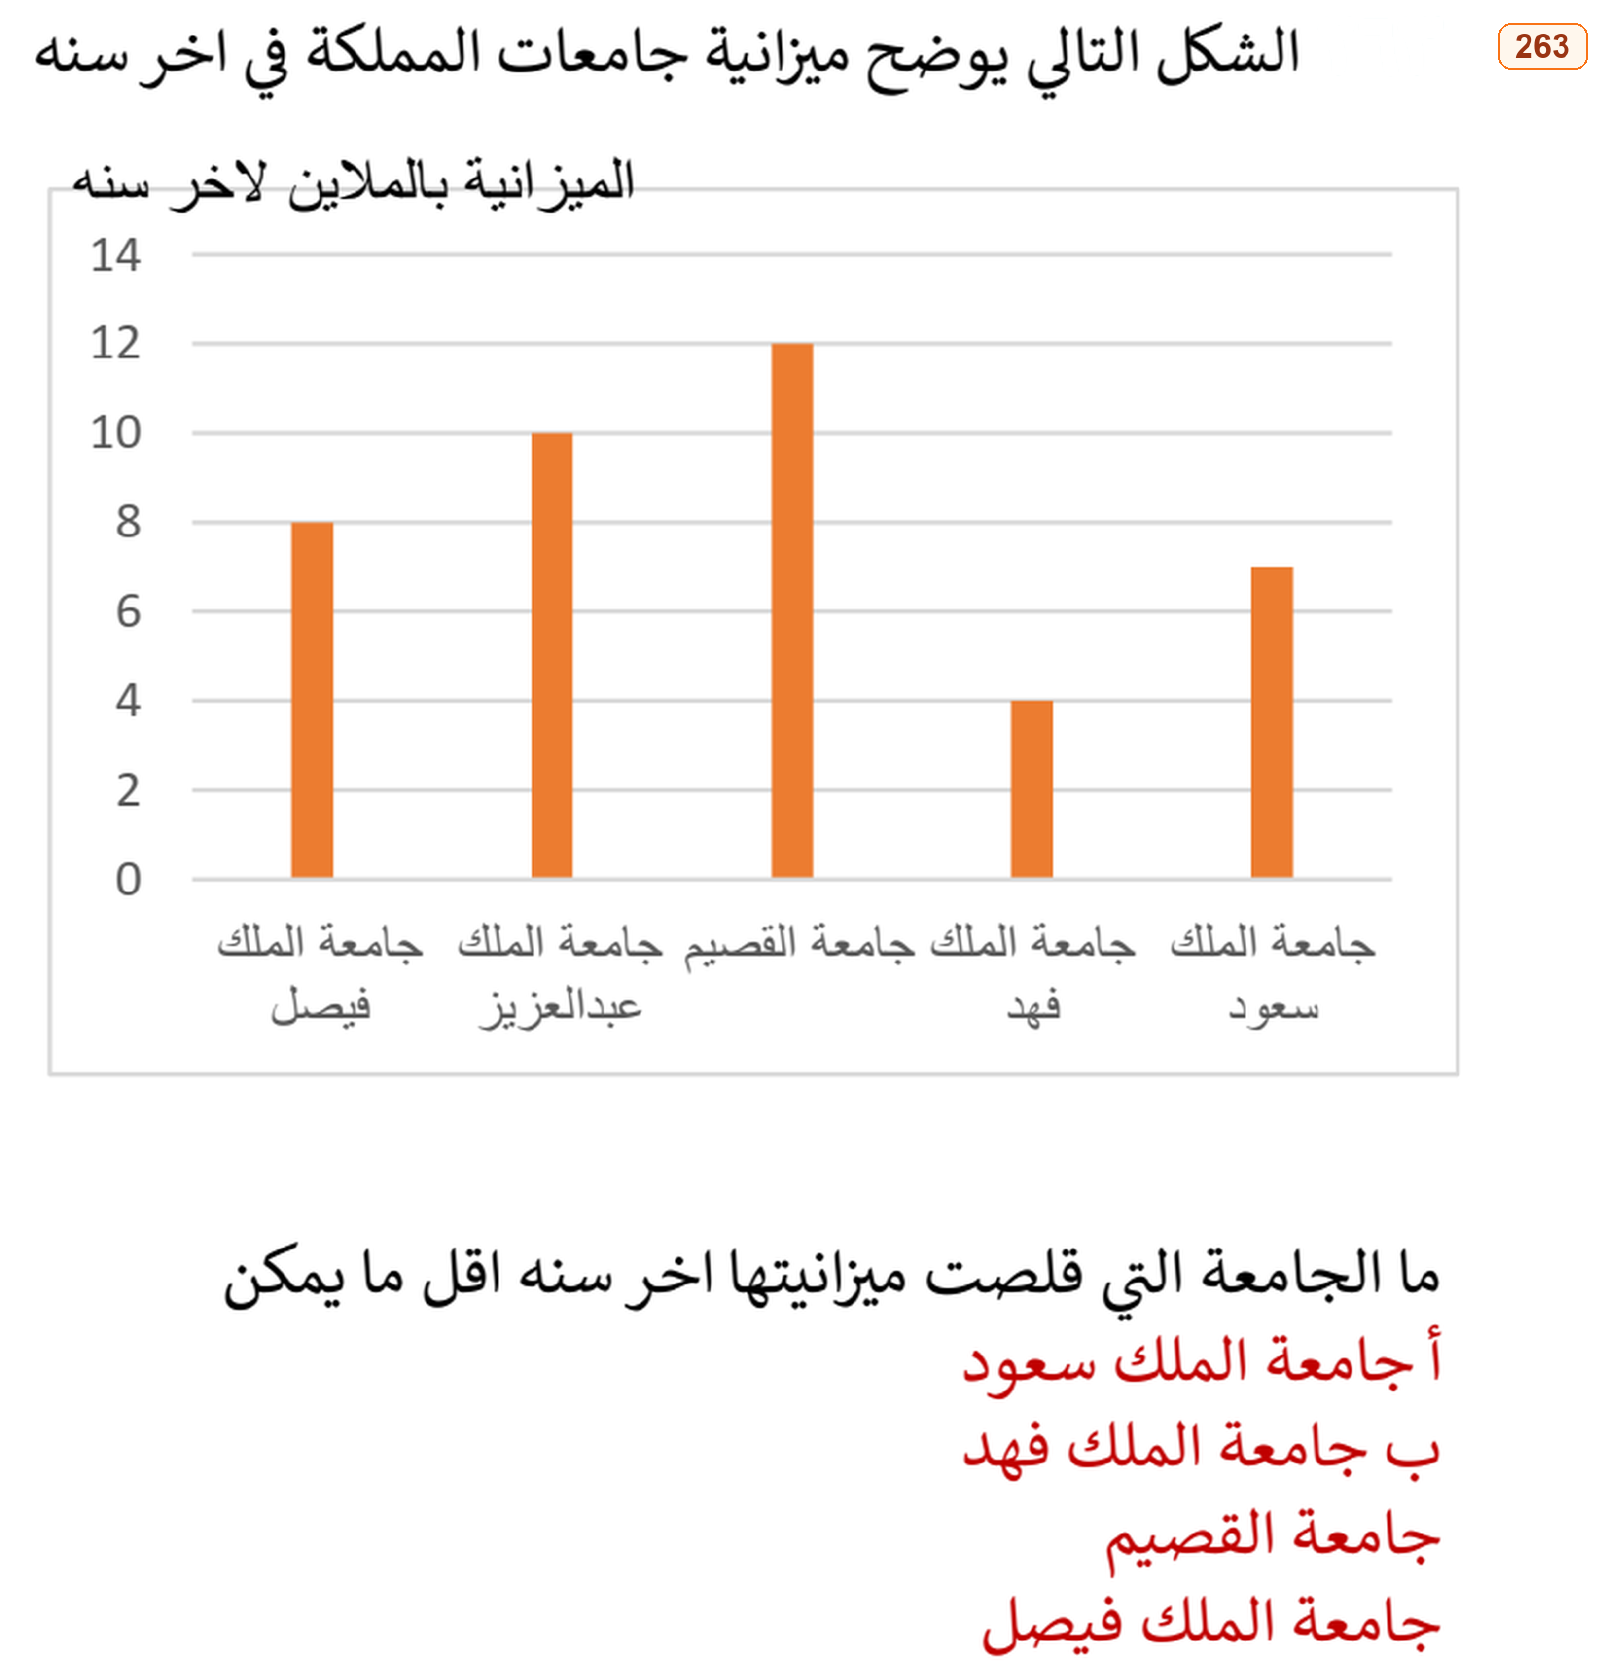 263
الشكل التالي يوضح ميزانية جامعات المملكة في اخر سنه
الميزانية بالملاين لاخر سنه
14
12
10
8
6
4
2
0
جامعة الملك فيصل
جامعة الملك عبدالعزيز
جامعة القصيم
جامعة الملك فهد
جامعة الملك سعود
ما الجامعة التي قلصت ميزانيتها اخر سنه اقل ما يمكن
أ جامعة الملك سعود
ب جامعة الملك فهد
جامعة القصيم
جامعة الملك فيصل